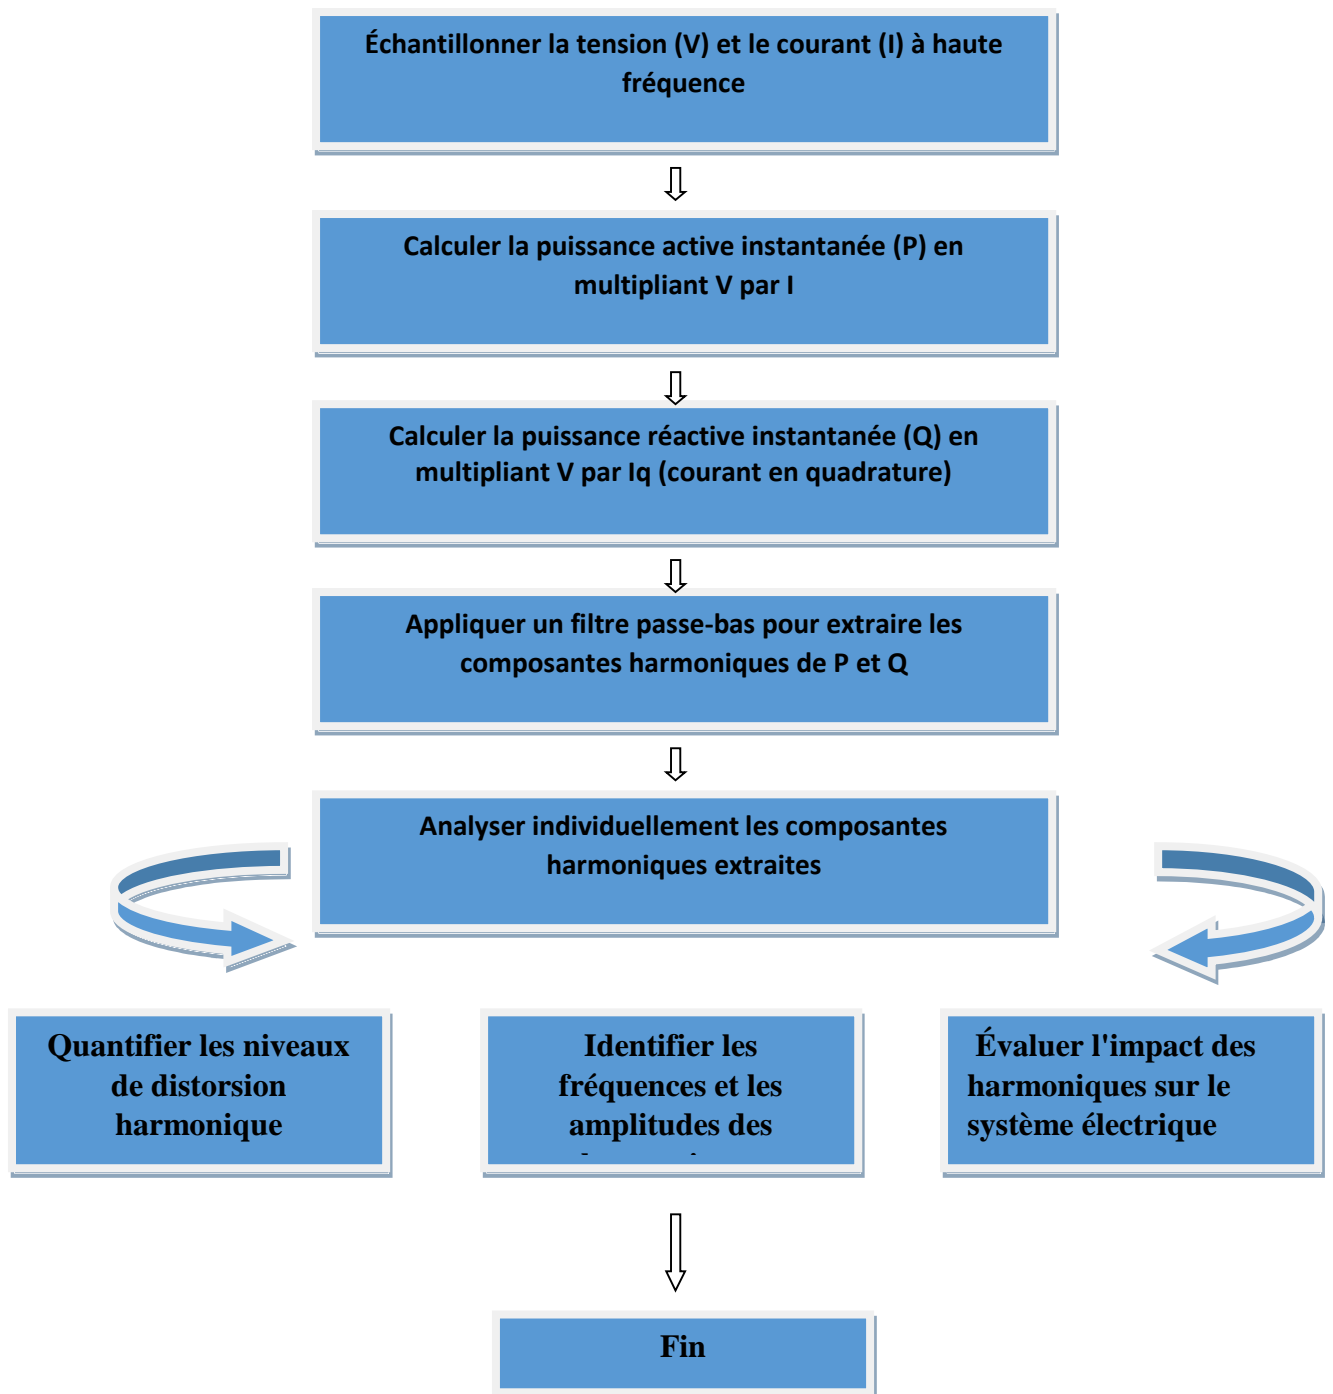 Échantillonner la tension (V) et le courant (I) à haute
fréquence
Calculer la puissance active instantanée (P) en
multipliant V par I
Calculer la puissance réactive instantanée (Q) en
multipliant V par Iq (courant en quadrature)
Appliquer un filtre passe-bas pour extraire les
composantes harmoniques de P et Q
Analyser individuellement les composantes
harmoniques extraites
Quantifier les niveaux
de distorsion
harmonique
Identifier les
fréquences et les
amplitudes des
Évaluer l'impact des
harmoniques sur le
système électrique
Fin